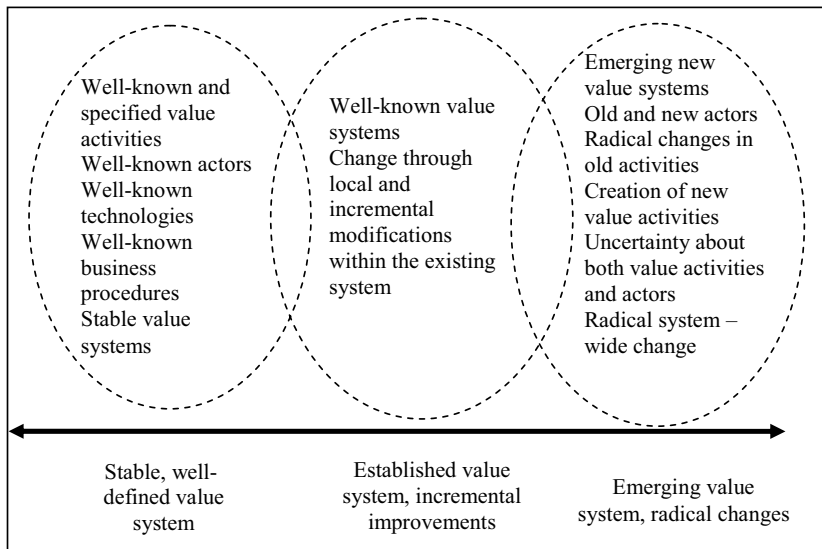 Well-known and
specified value
activities
Well-known actors
Well-known
technologies
Well-known
business
procedures
Stable value
systems
Well-known value
systems
Change through
local and
incremental
modifications
within the existing
system
Emerging new
value systems
Old and new actors
Radical changes in
old activities
Creation of new
value activities
Uncertainty about
both value activities
and actors
Radical system –
wide change
Stable, well-
defined value
system
Established value
system, incremental
improvements
Emerging value
system, radical changes